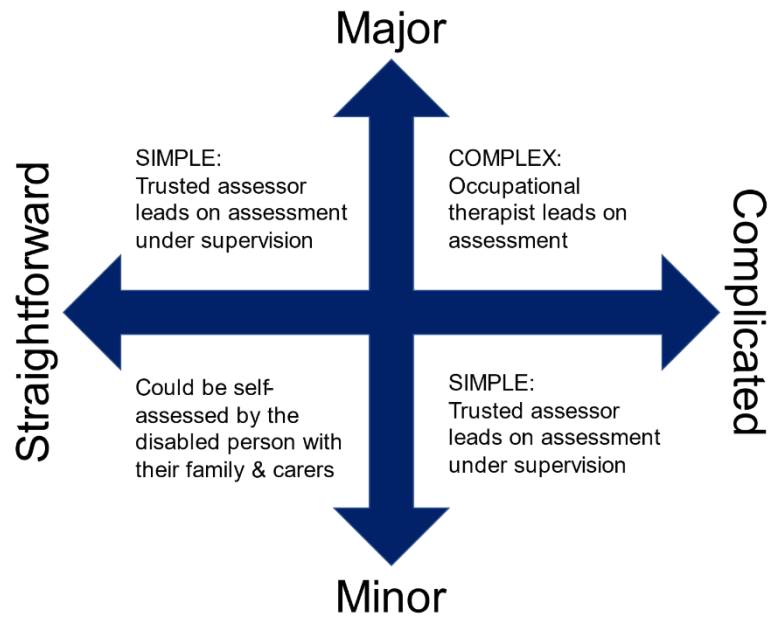 Major
SIMPLE:
Trusted assessor
leads on assessment
under supervision
COMPLEX:
Occupational
therapist leads on
assessment
Straightforward
Complicated
Could be self-
assessed by the
disabled person with
their family & carers
SIMPLE:
Trusted assessor
leads on assessment
under supervision
Minor